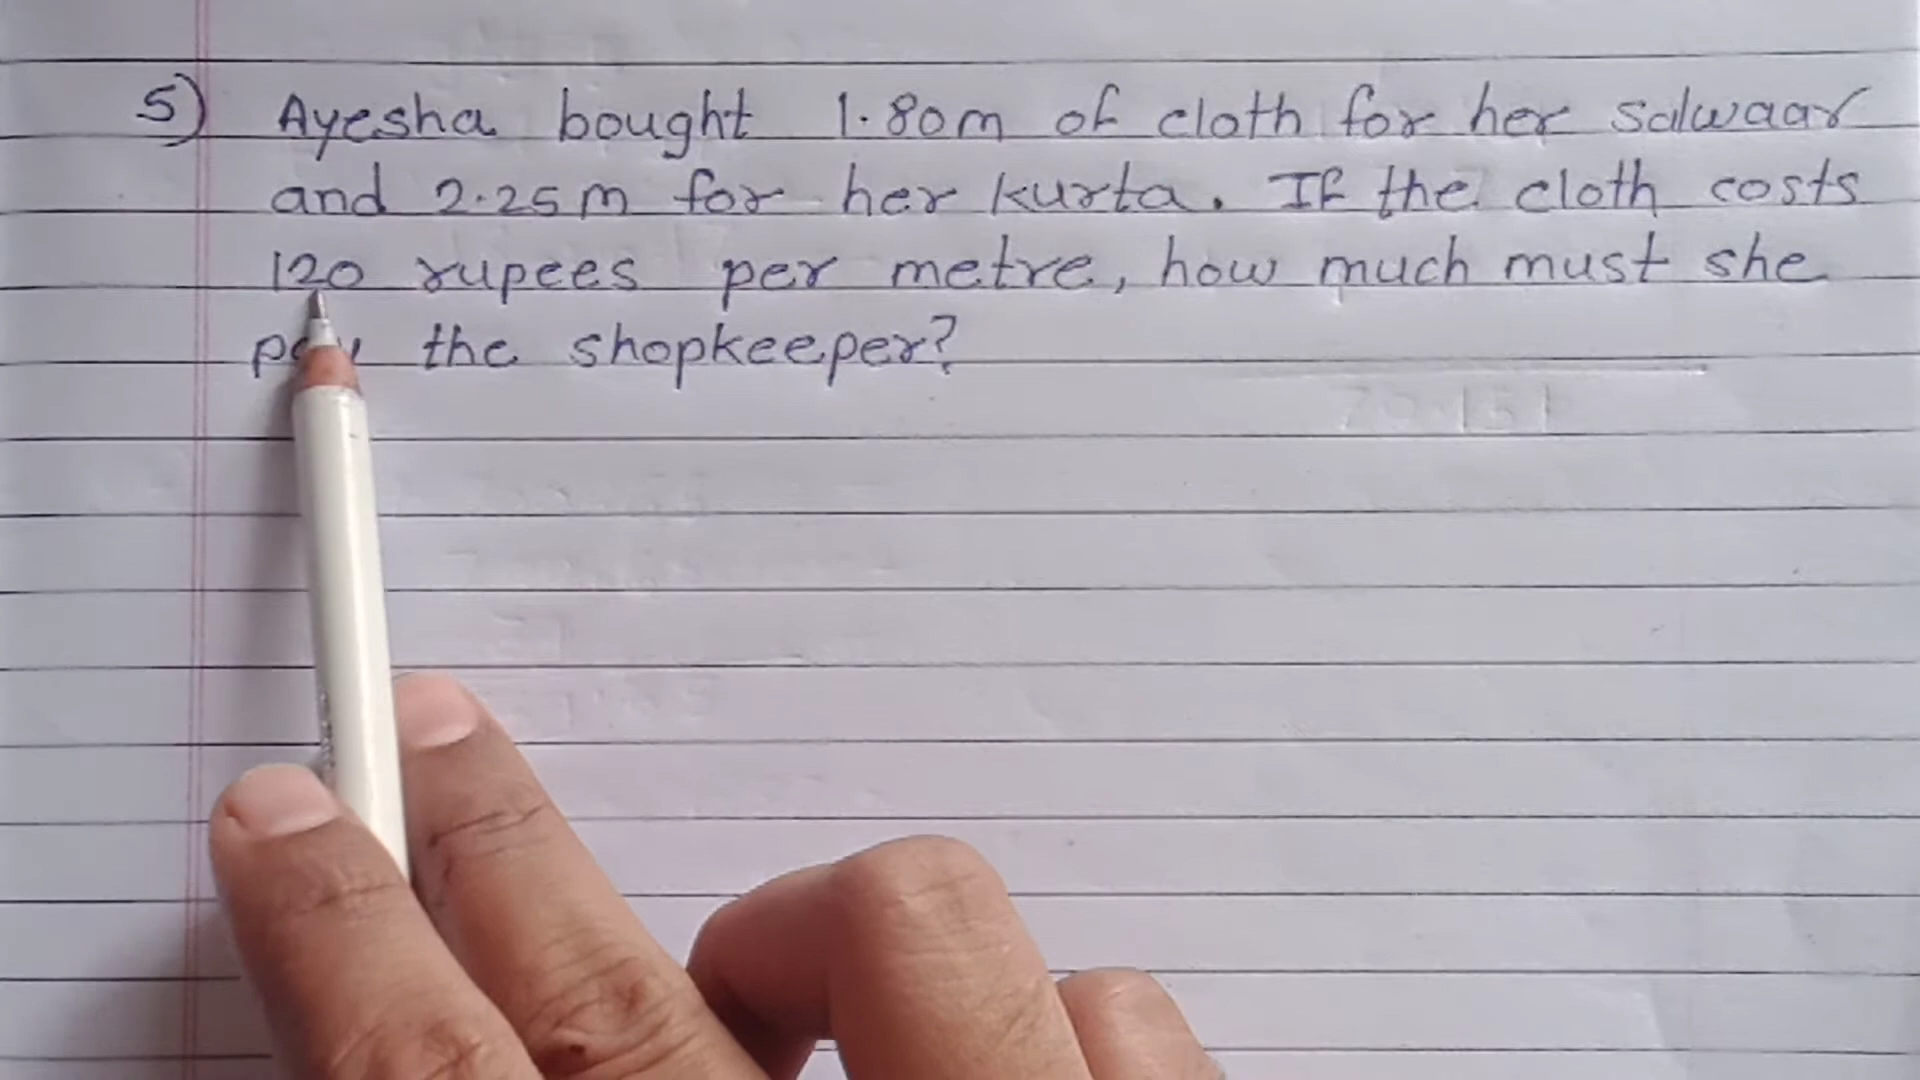 5) Ayesha bought 1.80m of cloth for her salwaar
and 2.25m for her kurta. If the cloth costs
120 rupees per metre, how much must she
pay the shopkeeper?